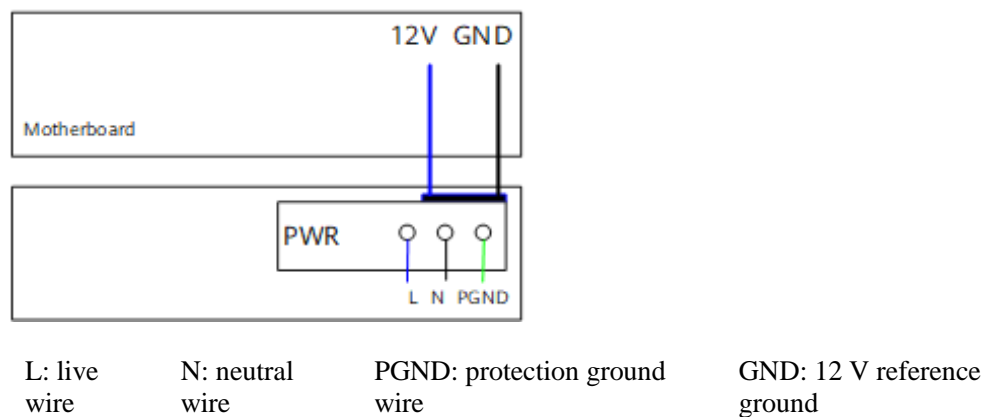 12V GND
Motherboard
PWR
L N PGND
L: live wire
N: neutral wire
PGND: protection ground wire
GND: 12 V reference ground